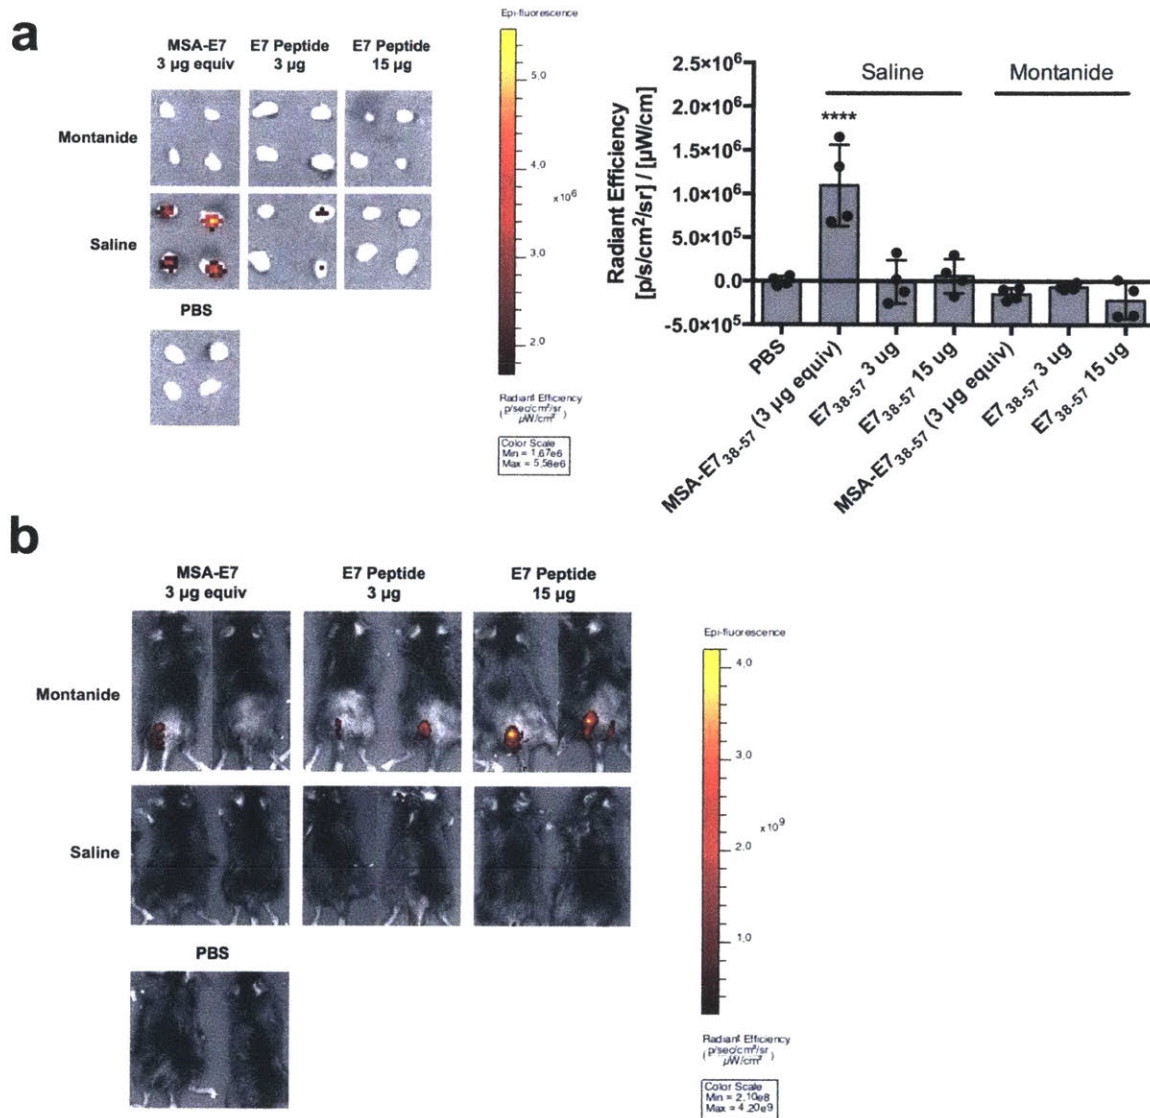 a
MSA-E7
3 µg equiv
E7 Peptide
3µg
E7 Peptide
15 µg
Montanide
Saline
PBS
Epi-fluorescence
5.0
4.0
x10⁶
3.0
2.0
Radiant Efficiency
(p/sec/cm²/sr
µW/cm²)
Color Scale
Min = 1.67e6
Max = 5.58e6
Radiant Efficiency
[p/s/cm²/sr] / [µW/cm]
2.5×10⁶
2.0×10⁶
1.5×10⁶
1.0×10⁶
5.0×10⁵
0.0
-5.0×10⁵
Saline
Montanide
****
PBS
MSA-E7₃₈₋₅₇ (3 µg equiv)
E7₃₈₋₅₇ 3 ug
E7₃₈₋₅₇ 15 ug
MSA-E7₃₈₋₅₇ (3 µg equiv)
E7₃₈₋₅₇ 3 ug
E7₃₈₋₅₇ 15 ug
b
MSA-E7
3 µg equiv
E7 Peptide
3 µg
E7 Peptide
15 µg
Montanide
Saline
PBS
Epi-fluorescence
4.0
3.0
x10⁹
2.0
1.0
Radiant Efficiency
(p/sec/cm²/sr
µW/cm²)
Color Scale
Min = 2.10e8
Max = 4.20e9